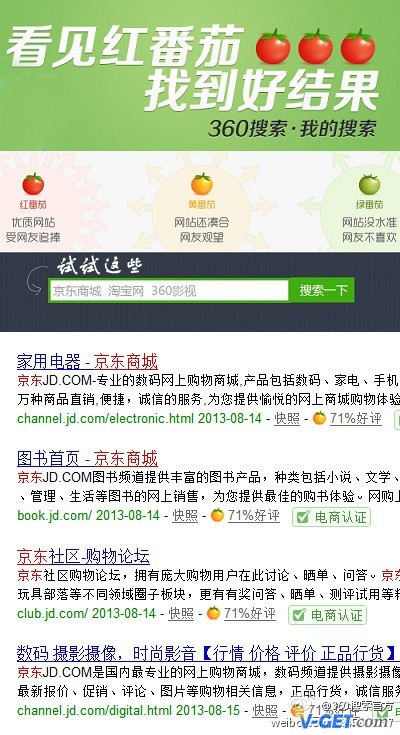 看见红番茄
找到好结果
360搜索·我的搜索
红番茄 黄番茄 绿番茄
优质网站 网站还凑合 网站没水准
受网友追捧 网友观望 网友不喜欢
试试这些
京东商城 淘宝网 360影视 搜索一下
家用电器 - 京东商城
京东JD.COM-专业的数码网上购物商城,产品包括数码、家电、手机
万种商品直销,便捷，诚信的服务,为您提供愉悦的网上商城购物体验
channel.jd.com/electronic.html 2013-08-14 - 快照 - 71%好评
图书首页 - 京东商城
京东JD.COM图书频道提供丰富的图书产品，种类包括小说、文学、
、管理、生活等图书的网上销售，为您提供最佳的购书体验。网购上
book.jd.com/ 2013-08-14 - 快照 - 71%好评 电商认证
京东社区-购物论坛
京东社区购物论坛，拥有庞大购物用户在此讨论、晒单、问答。京东
玩具部落等不同领域圈子板块，更有有奖问答、晒单、测评试用等精
club.jd.com/ 2013-08-14 - 快照 - 71%好评 电商认证
数码 摄影摄像，时尚影音【行情 价格 评价 正品行货】
京东JD.COM是国内最专业的网上购物商城，数码频道提供摄影摄像
最新报价、促销、评论、图片等购物相关信息，正品行货，诚信服务
channel.jd.com/digital.html 2013-08-15 - 快照 - 71%好评
@360搜索官方
V-GET.com